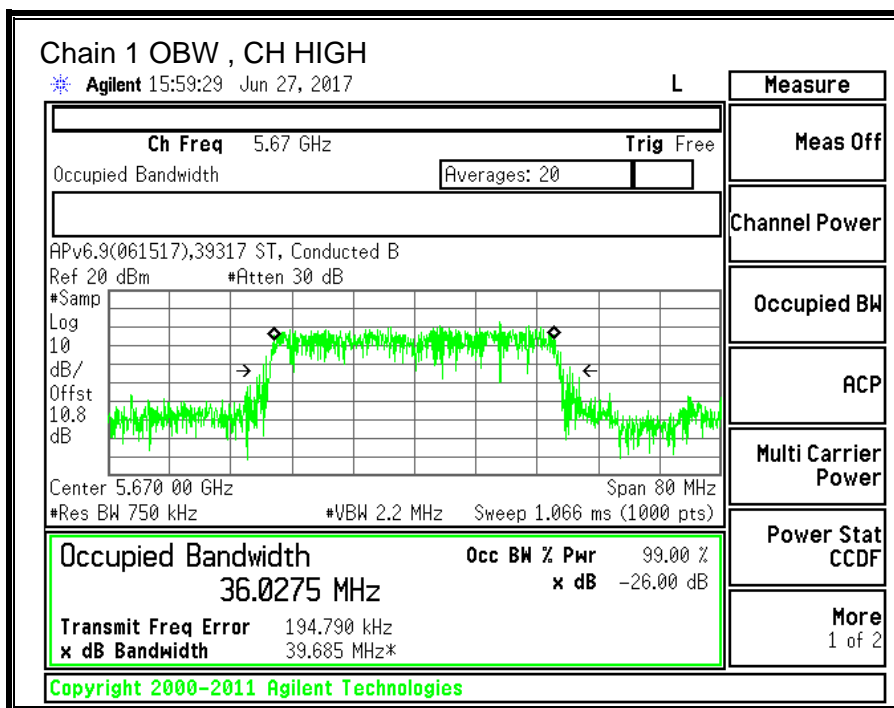 Chain 1 OBW , CH HIGH
Agilent 15:59:29 Jun 27, 2017 L
Measure
Ch Freq 5.67 GHz Trig Free
Meas Off
Occupied Bandwidth Averages: 20
Channel Power
APv6.9(061517),39317 ST, Conducted B
Ref 20 dBm #Atten 30 dB
#Samp
Log
10
dB/
Offst
10.8
dB
Occupied BW
ACP
Multi Carrier
Power
Center 5.670 00 GHz Span 80 MHz
#Res BW 750 kHz #VBW 2.2 MHz Sweep 1.066 ms (1000 pts)
Power Stat
CCDF
Occupied Bandwidth Occ BW % Pwr 99.00 %
36.0275 MHz x dB -26.00 dB
Transmit Freq Error 194.790 kHz
x dB Bandwidth 39.685 MHz*
More
1 of 2
Copyright 2000-2011 Agilent Technologies